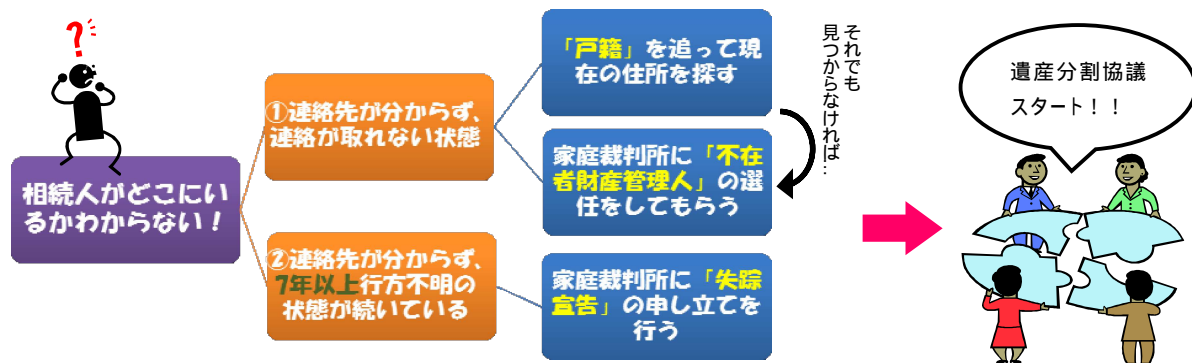 ?
相続人がどこにい
るかわからない!
①連絡先が分からず、
連絡が取れない状態
②連絡先が分からず、
7年以上行方不明の
状態が続いている
「戸籍」を追って現
在の住所を探す
それでも
見つからなければ…
家庭裁判所に「不在
者財産管理人」の選
任をしてもらう
家庭裁判所に「失踪
宣告」の申し立てを
行う
遺産分割協議
スタート!!